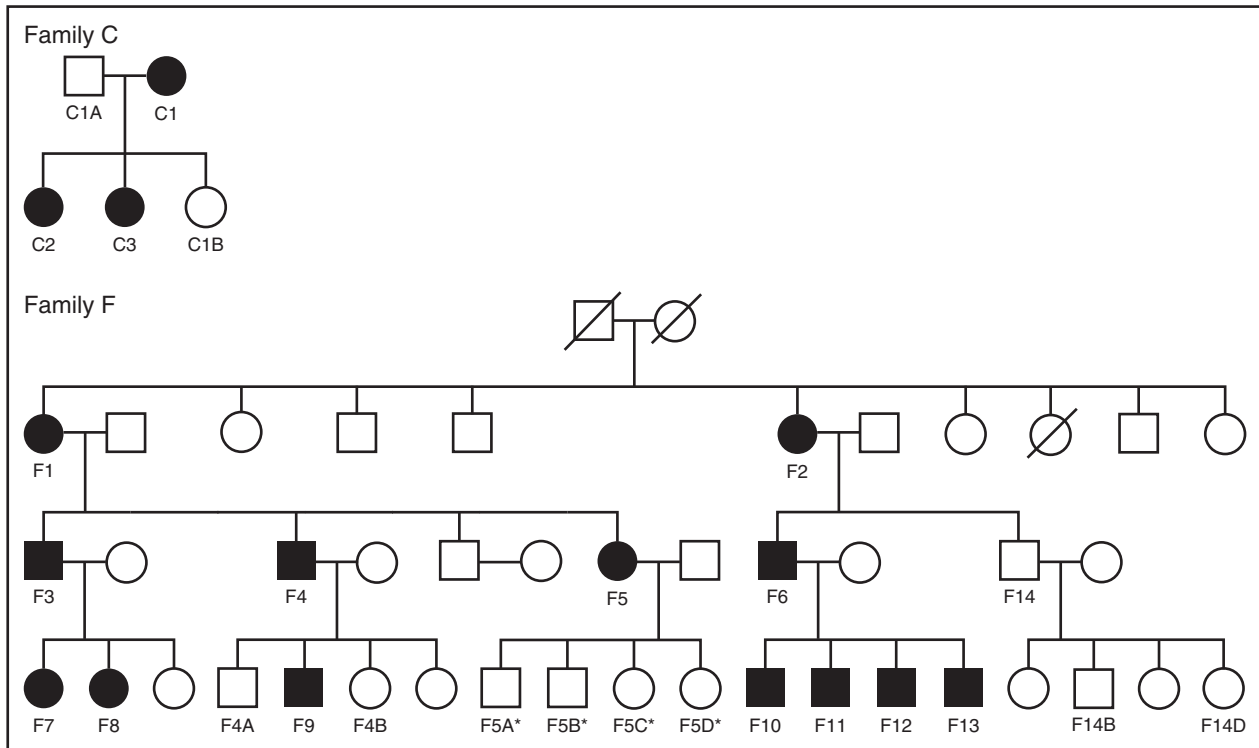 Family C
C1A C1
C2 C3 C1B
Family F
F1 F2
F3 F4 F5 F6 F14
F7 F8 F4A F9 F4B F5A* F5B* F5C* F5D* F10 F11 F12 F13 F14B F14D